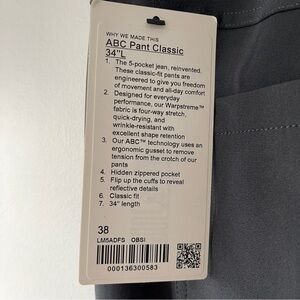 WHY WE MADE THIS
ABC Pant Classic
34"L
1. The 5-pocket jean, reinvented.
These classic-fit pants are
engineered to give you freedom
of movement and all-day comfort
2. Designed for everyday
performance, our Warpstreme™
fabric is four-way stretch,
quick-drying, and
wrinkle-resistant with
excellent shape retention
3. Our ABC™ technology uses an
ergonomic gusset to remove
tension from the crotch of our
pants
4. Hidden zippered pocket
5. Flip up the cuffs to reveal
reflective details
6. Classic fit
7. 34" length
38
LM5ADFS OBSI
000136300583